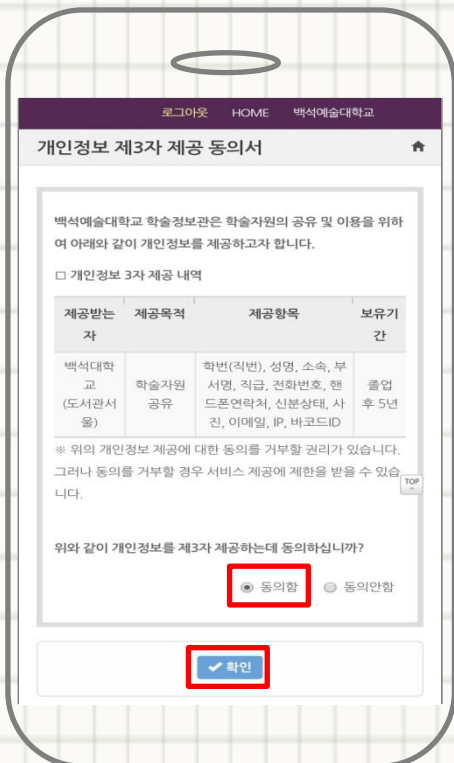 로그아웃 HOME 백석예술대학교
개인정보 제3자 제공 동의서
백석예술대학교 학술정보관은 학술자원의 공유 및 이용을 위하
여 아래와 같이 개인정보를 제공하고자 합니다.
□ 개인정보 3자 제공 내역
제공받는
자
제공목적
제공항목
보유기
간
백석대학
교
(도서관서
울)
학술자원
공유
학번(직번), 성명, 소속, 부
서명, 직급, 전화번호, 핸
드폰연락처, 신분상태, 사
진, 이메일, IP, 바코드ID
졸업
후 5년
※ 위의 개인정보 제공에 대한 동의를 거부할 권리가 있습니다.
그러나 동의를 거부할 경우 서비스 제공에 제한을 받을 수 있습
니다.
TOP
위와 같이 개인정보를 제3자 제공하는데 동의하십니까?
동의함 동의안함
확인